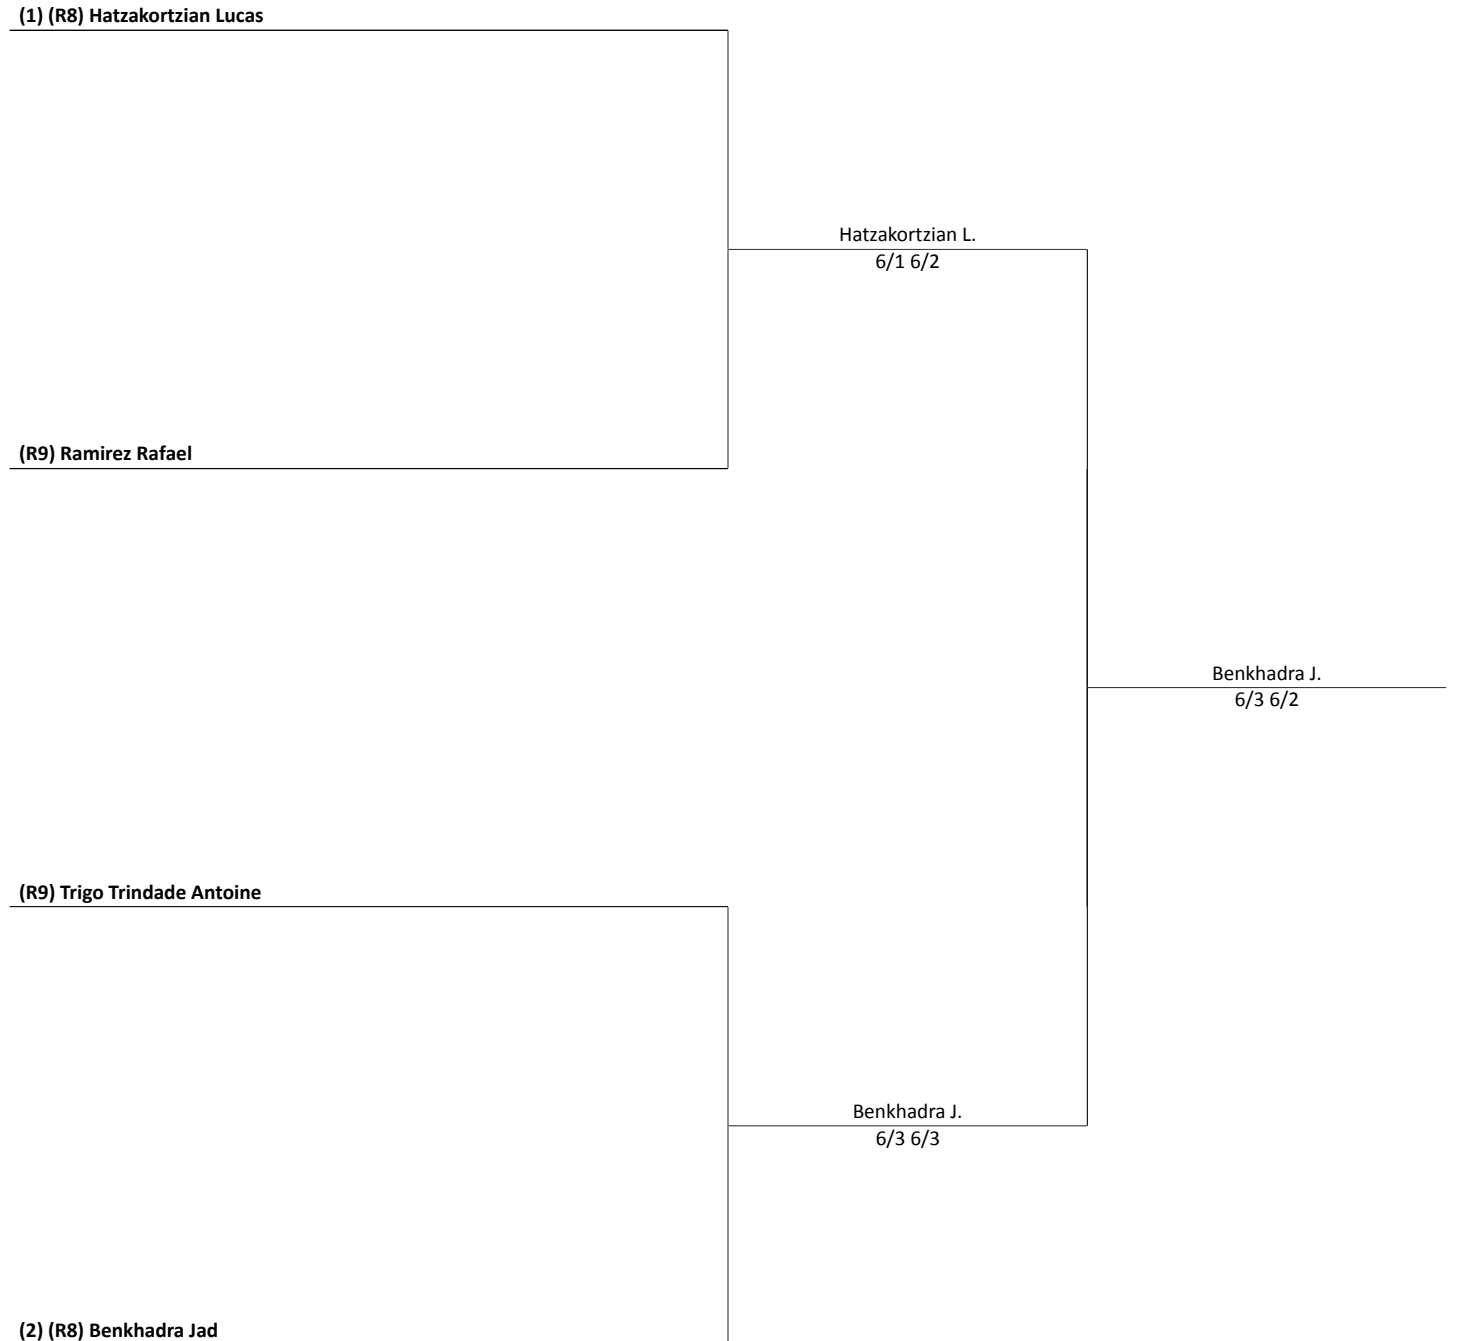 (1) (R8) Hatzakortzian Lucas
Hatzakortzian L.
6/1 6/2
(R9) Ramirez Rafael
Benkhadra J.
6/3 6/2
(R9) Trigo Trindade Antoine
Benkhadra J.
6/3 6/3
(2) (R8) Benkhadra Jad